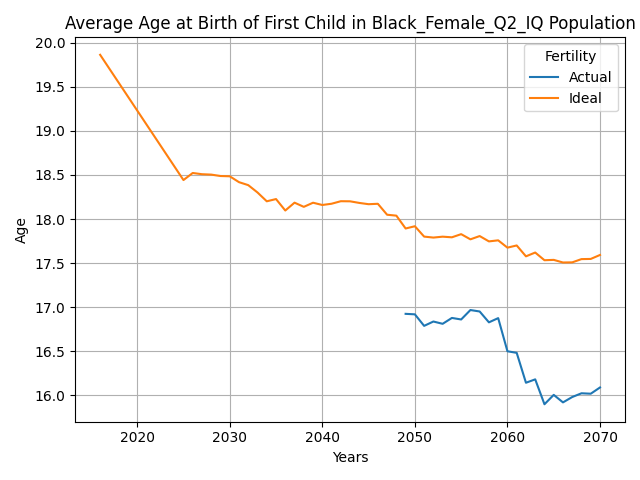 Average Age at Birth of First Child in Black_Female_Q2_IQ Population
Fertility
Actual
Ideal
20.0
19.5
19.0
18.5
18.0
17.5
17.0
16.5
16.0
Age
2020 2030 2040 2050 2060 2070
Years